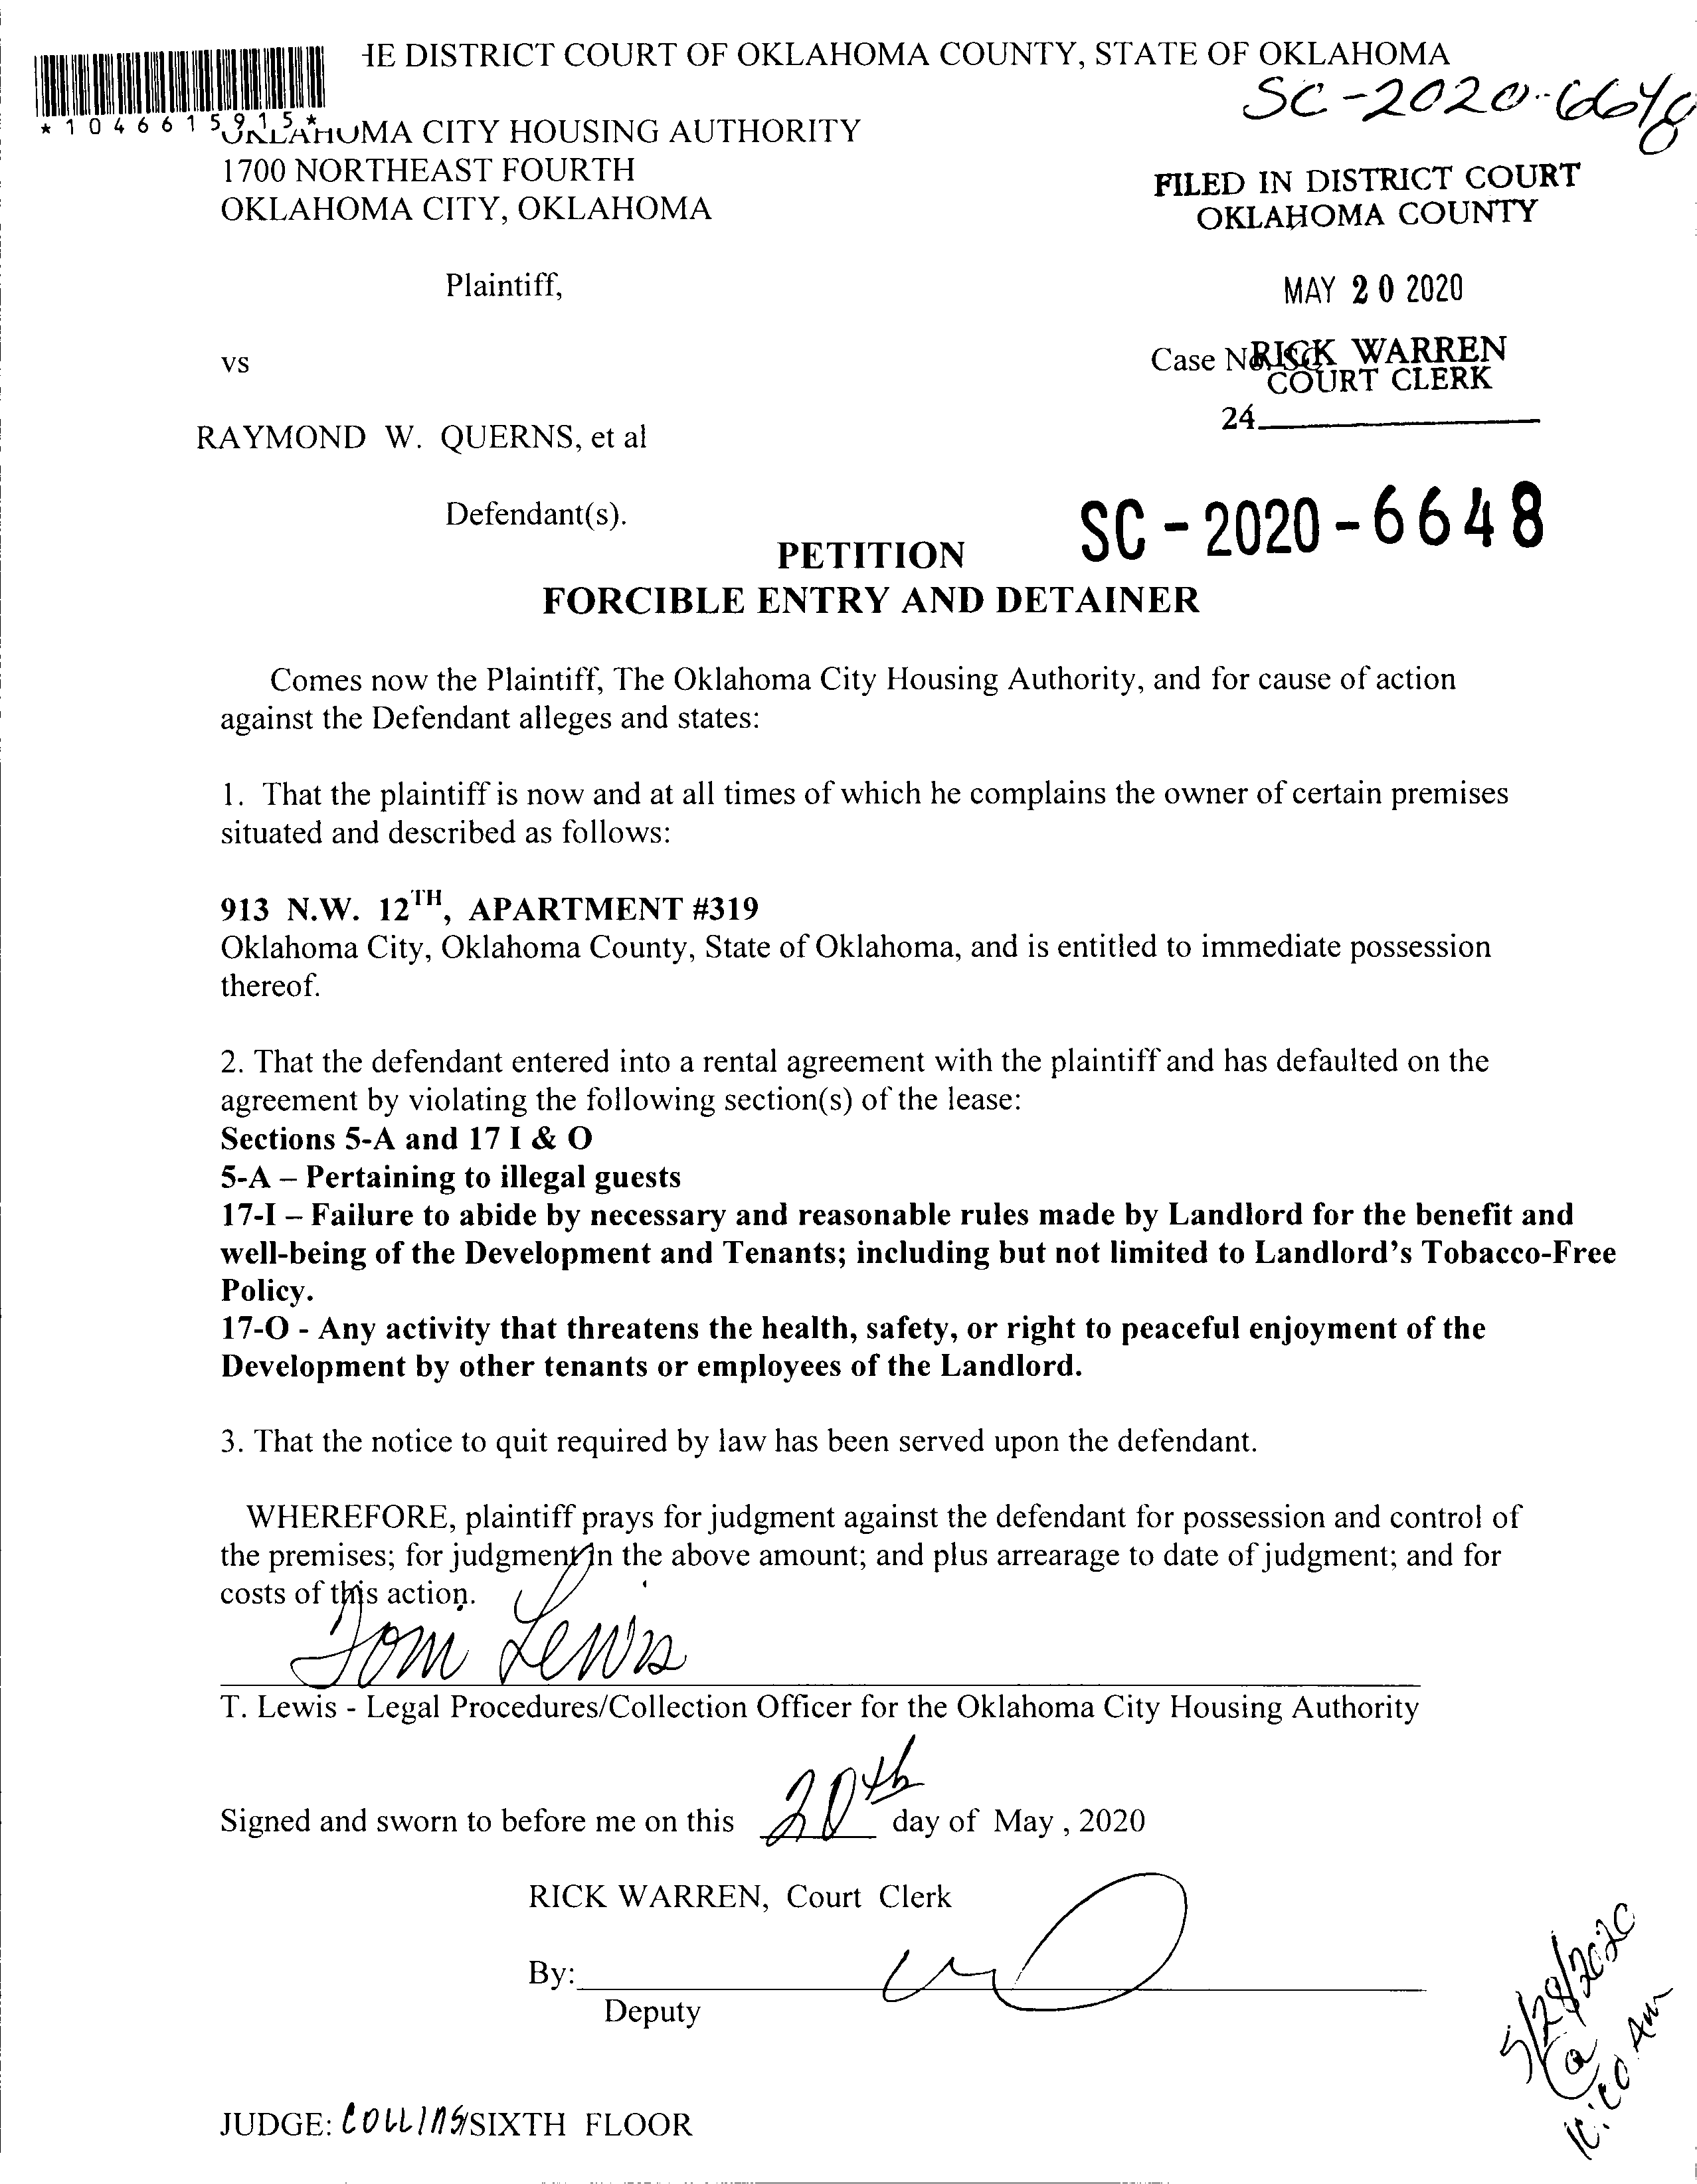 HE DISTRICT COURT OF OKLAHOMA COUNTY, STATE OF OKLAHOMA
SC-2020-6648
*1046615915*
OKLAHOMA CITY HOUSING AUTHORITY
1700 NORTHEAST FOURTH
OKLAHOMA CITY, OKLAHOMA
FILED IN DISTRICT COURT
OKLAHOMA COUNTY
Plaintiff,
MAY 20 2020
vs
Case No. SC
RICK WARREN
COURT CLERK
24
RAYMOND W. QUERNS, et al
Defendant(s).
SC-2020-6648
PETITION
FORCIBLE ENTRY AND DETAINER
Comes now the Plaintiff, The Oklahoma City Housing Authority, and for cause of action
against the Defendant alleges and states:
1. That the plaintiff is now and at all times of which he complains the owner of certain premises
situated and described as follows:
913 N.W. 12TH, APARTMENT #319
Oklahoma City, Oklahoma County, State of Oklahoma, and is entitled to immediate possession
thereof.
2. That the defendant entered into a rental agreement with the plaintiff and has defaulted on the
agreement by violating the following section(s) of the lease:
Sections 5-A and 17 I & O
5-A – Pertaining to illegal guests
17-I – Failure to abide by necessary and reasonable rules made by Landlord for the benefit and
well-being of the Development and Tenants; including but not limited to Landlord's Tobacco-Free
Policy.
17-O - Any activity that threatens the health, safety, or right to peaceful enjoyment of the
Development by other tenants or employees of the Landlord.
3. That the notice to quit required by law has been served upon the defendant.
WHEREFORE, plaintiff prays for judgment against the defendant for possession and control of
the premises; for judgment in the above amount; and plus arrearage to date of judgment; and for
costs of this action.
Tom Lewis
T. Lewis - Legal Procedures/Collection Officer for the Oklahoma City Housing Authority
Signed and sworn to before me on this 20th day of May , 2020
RICK WARREN, Court Clerk
By:
Deputy
5/28/2020
@
10:00 AM
JUDGE: COLLINS/SIXTH FLOOR